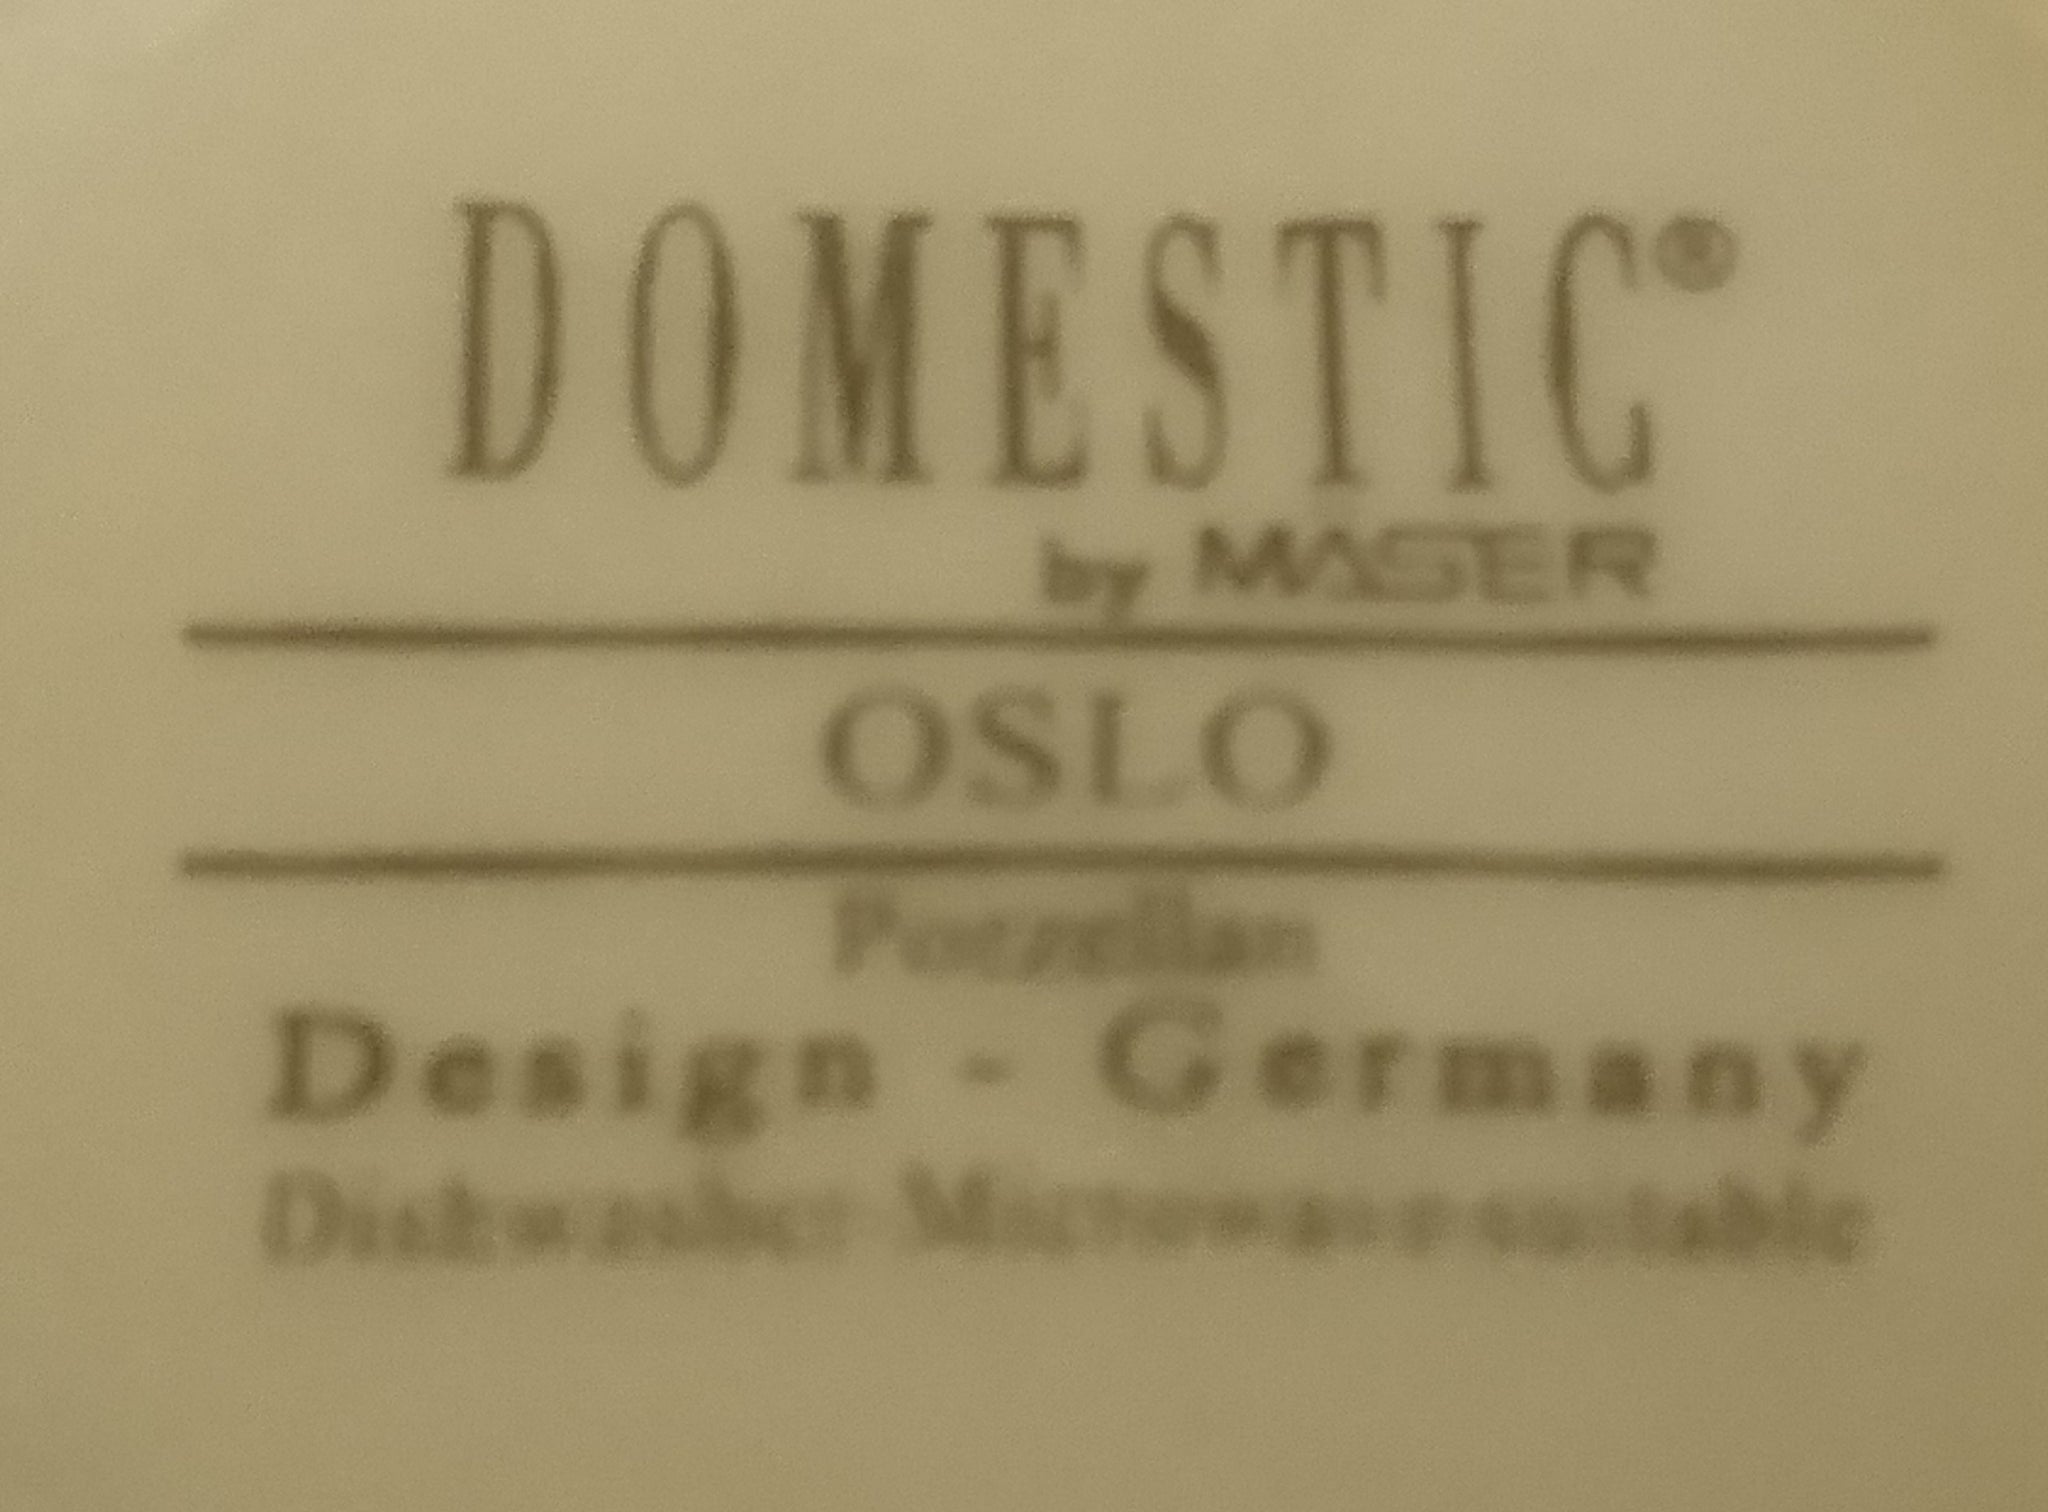 DOMESTIC®
by MASER
OSLO
Porzellan
Design - Germany
Dishwasher Microwave suitable